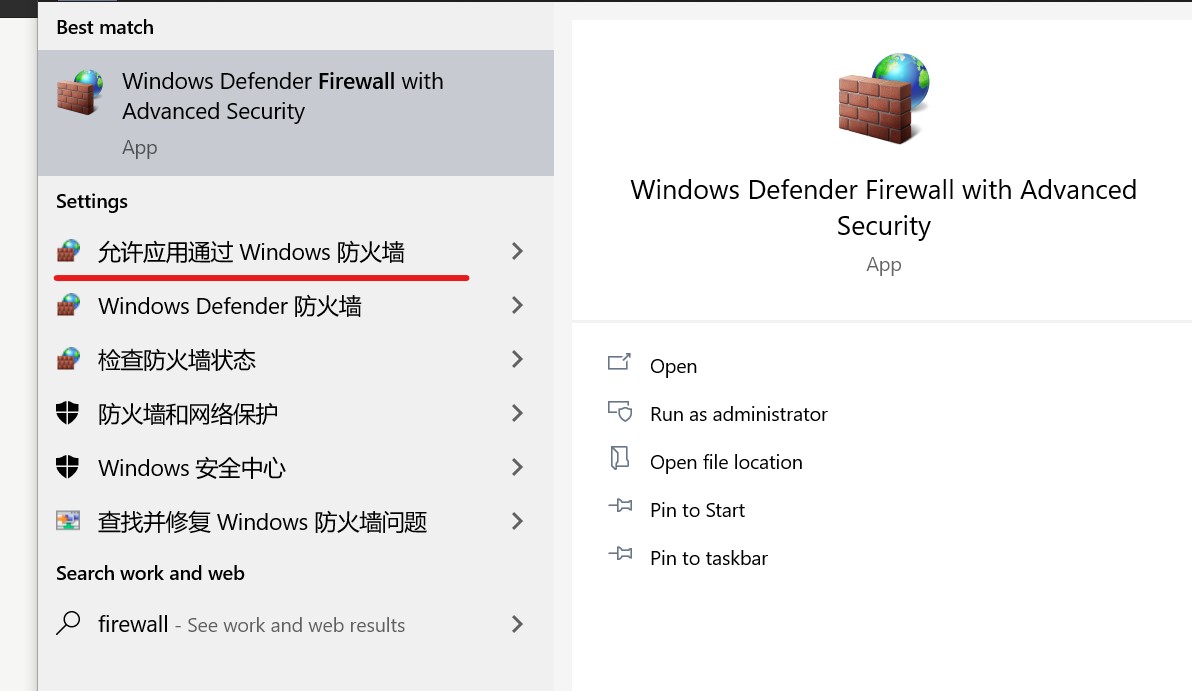 Best match
Windows Defender Firewall with
Advanced Security
App
Settings
允许应用通过 Windows 防火墙
Windows Defender 防火墙
检查防火墙状态
防火墙和网络保护
Windows 安全中心
查找并修复 Windows 防火墙问题
Search work and web
firewall - See work and web results
Windows Defender Firewall with Advanced
Security
App
Open
Run as administrator
Open file location
Pin to Start
Pin to taskbar